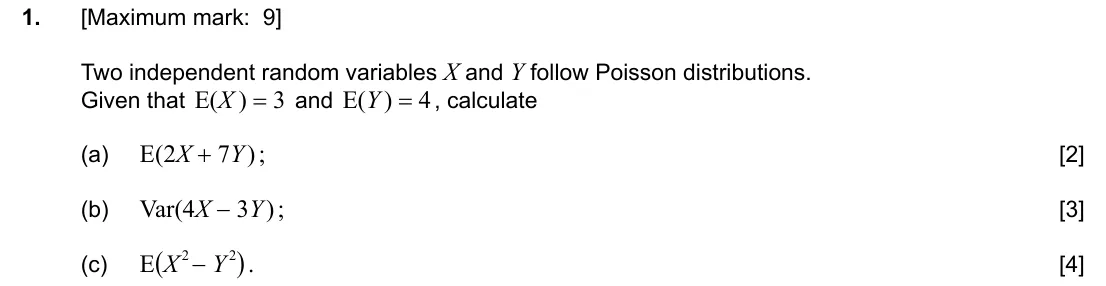 1. [Maximum mark: 9]
Two independent random variables X and Y follow Poisson distributions.
Given that E(X) = 3 and E(Y) = 4, calculate
(a) E(2X + 7Y); [2]
(b) Var(4X – 3Y); [3]
(c) E(X² – Y²). [4]